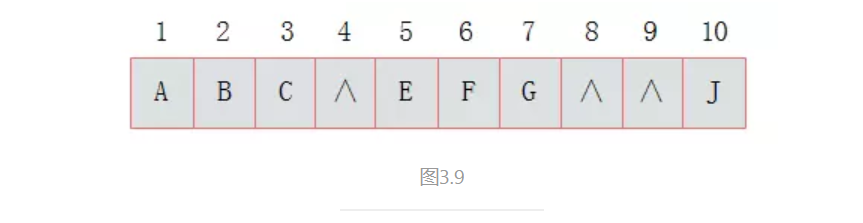 1 2 3 4 5 6 7 8 9 10
A B C ∧ E F G ∧ ∧ J
图3.9